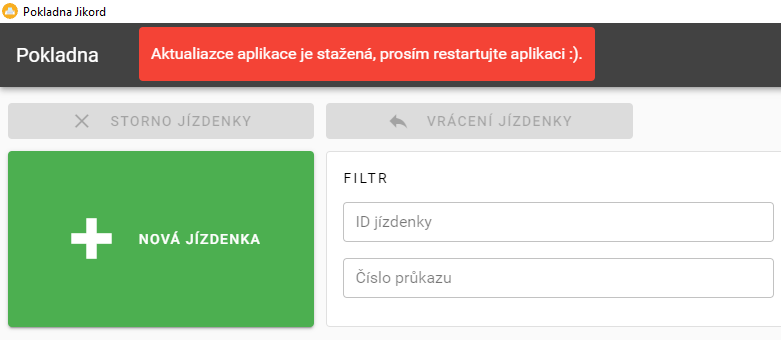 Pokladna Jikord
Pokladna
Aktualiazce aplikace je stažená, prosím restartujte aplikaci :).
STORNO JÍZDENKY
VRÁCENÍ JÍZDENKY
NOVÁ JÍZDENKA
FILTR
ID jízdenky
Číslo průkazu